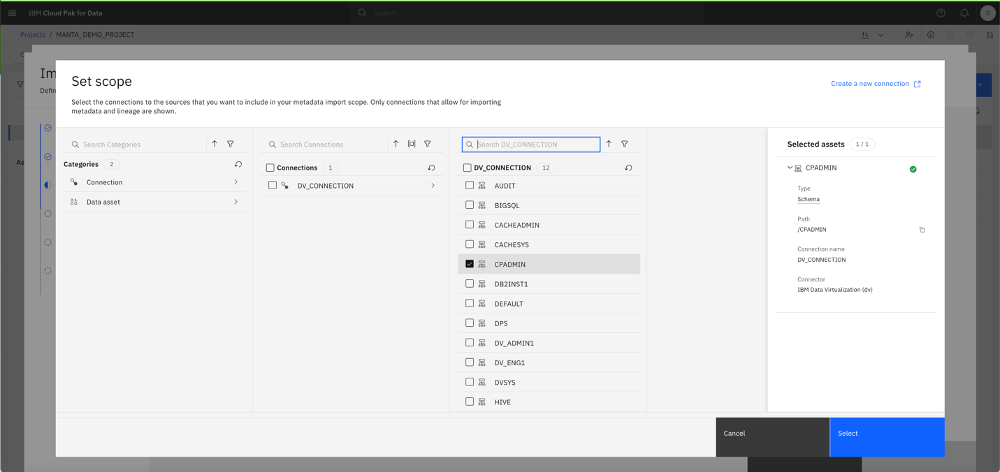 IBM Cloud Pak for Data
Search
D
Projects / MANTA_DEMO_PROJECT
Im
Defin
As
Set scope
Create a new connection
Select the connections to the sources that you want to include in your metadata import scope. Only connections that allow for importing
metadata and lineage are shown.
Search Categories
Categories 2
Connection
Data asset
Search Connections
Connections 1
DV_CONNECTION
Search DV_CONNECTION
DV_CONNECTION 12
AUDIT
BIGSQL
CACHEADMIN
CACHESYS
CPADMIN
DB2INST1
DEFAULT
DPS
DV_ADMIN1
DV_ENG1
DVSYS
HIVE
Selected assets 1 / 1
CPADMIN
Type
Schema
Path
/CPADMIN
Connection name
DV_CONNECTION
Connector
IBM Data Virtualization (dv)
Cancel
Select